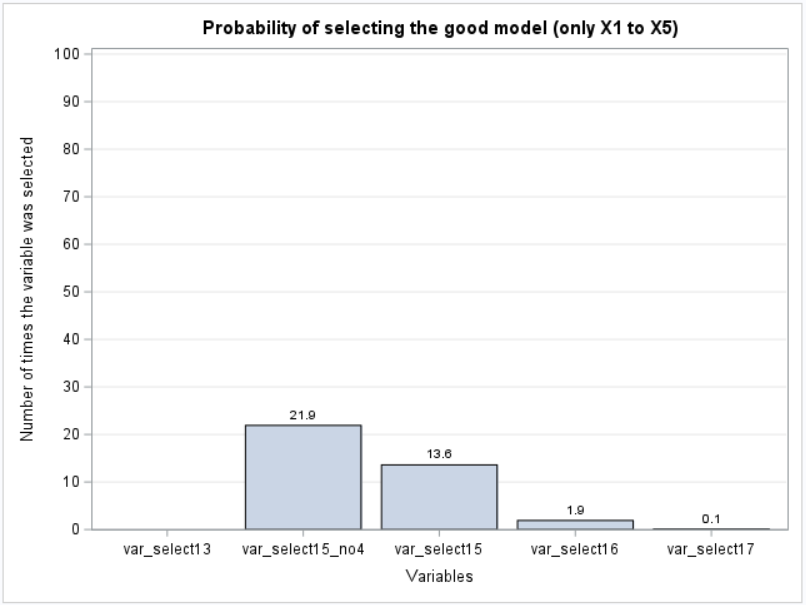 Probability of selecting the good model (only X1 to X5)
Number of times the variable was selected
100
90
80
70
60
50
40
30
20
10
0
21.9
13.6
1.9
0.1
var_select13
var_select15_no4
var_select15
var_select16
var_select17
Variables